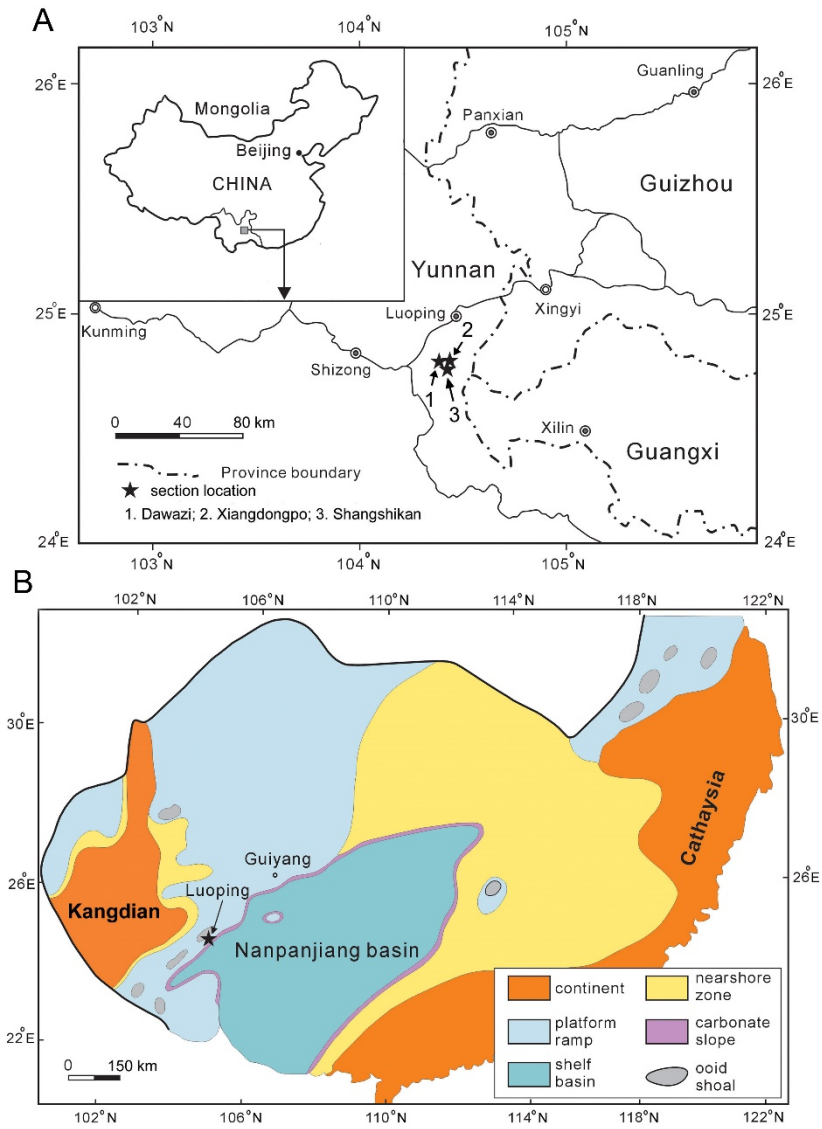 A
103°N 104°N 105°N
26°E
26°E
Mongolia
Beijing
CHINA
Guanling
Panxian
Guizhou
Yunnan
25°E
25°E
Kunming
Luoping
Xingyi
Shizong
2
1
3
Xilin
Guangxi
0 40 80 km
Province boundary
section location
1. Dawazi; 2. Xiangdongpo; 3. Shangshikan
24°E
24°E
103°N 104°N 105°N
B
102°N 106°N 110°N 114°N 118°N 122°N
30°E
30°E
Cathaysia
Guiyang
26°E
26°E
Luoping
Kangdian
Nanpanjiang basin
continent
nearshore
zone
platform
ramp
carbonate
slope
shelf
basin
ooid
shoal
22°E
22°E
0 150 km
102°N 106°N 110°N 114°N 118°N 122°N